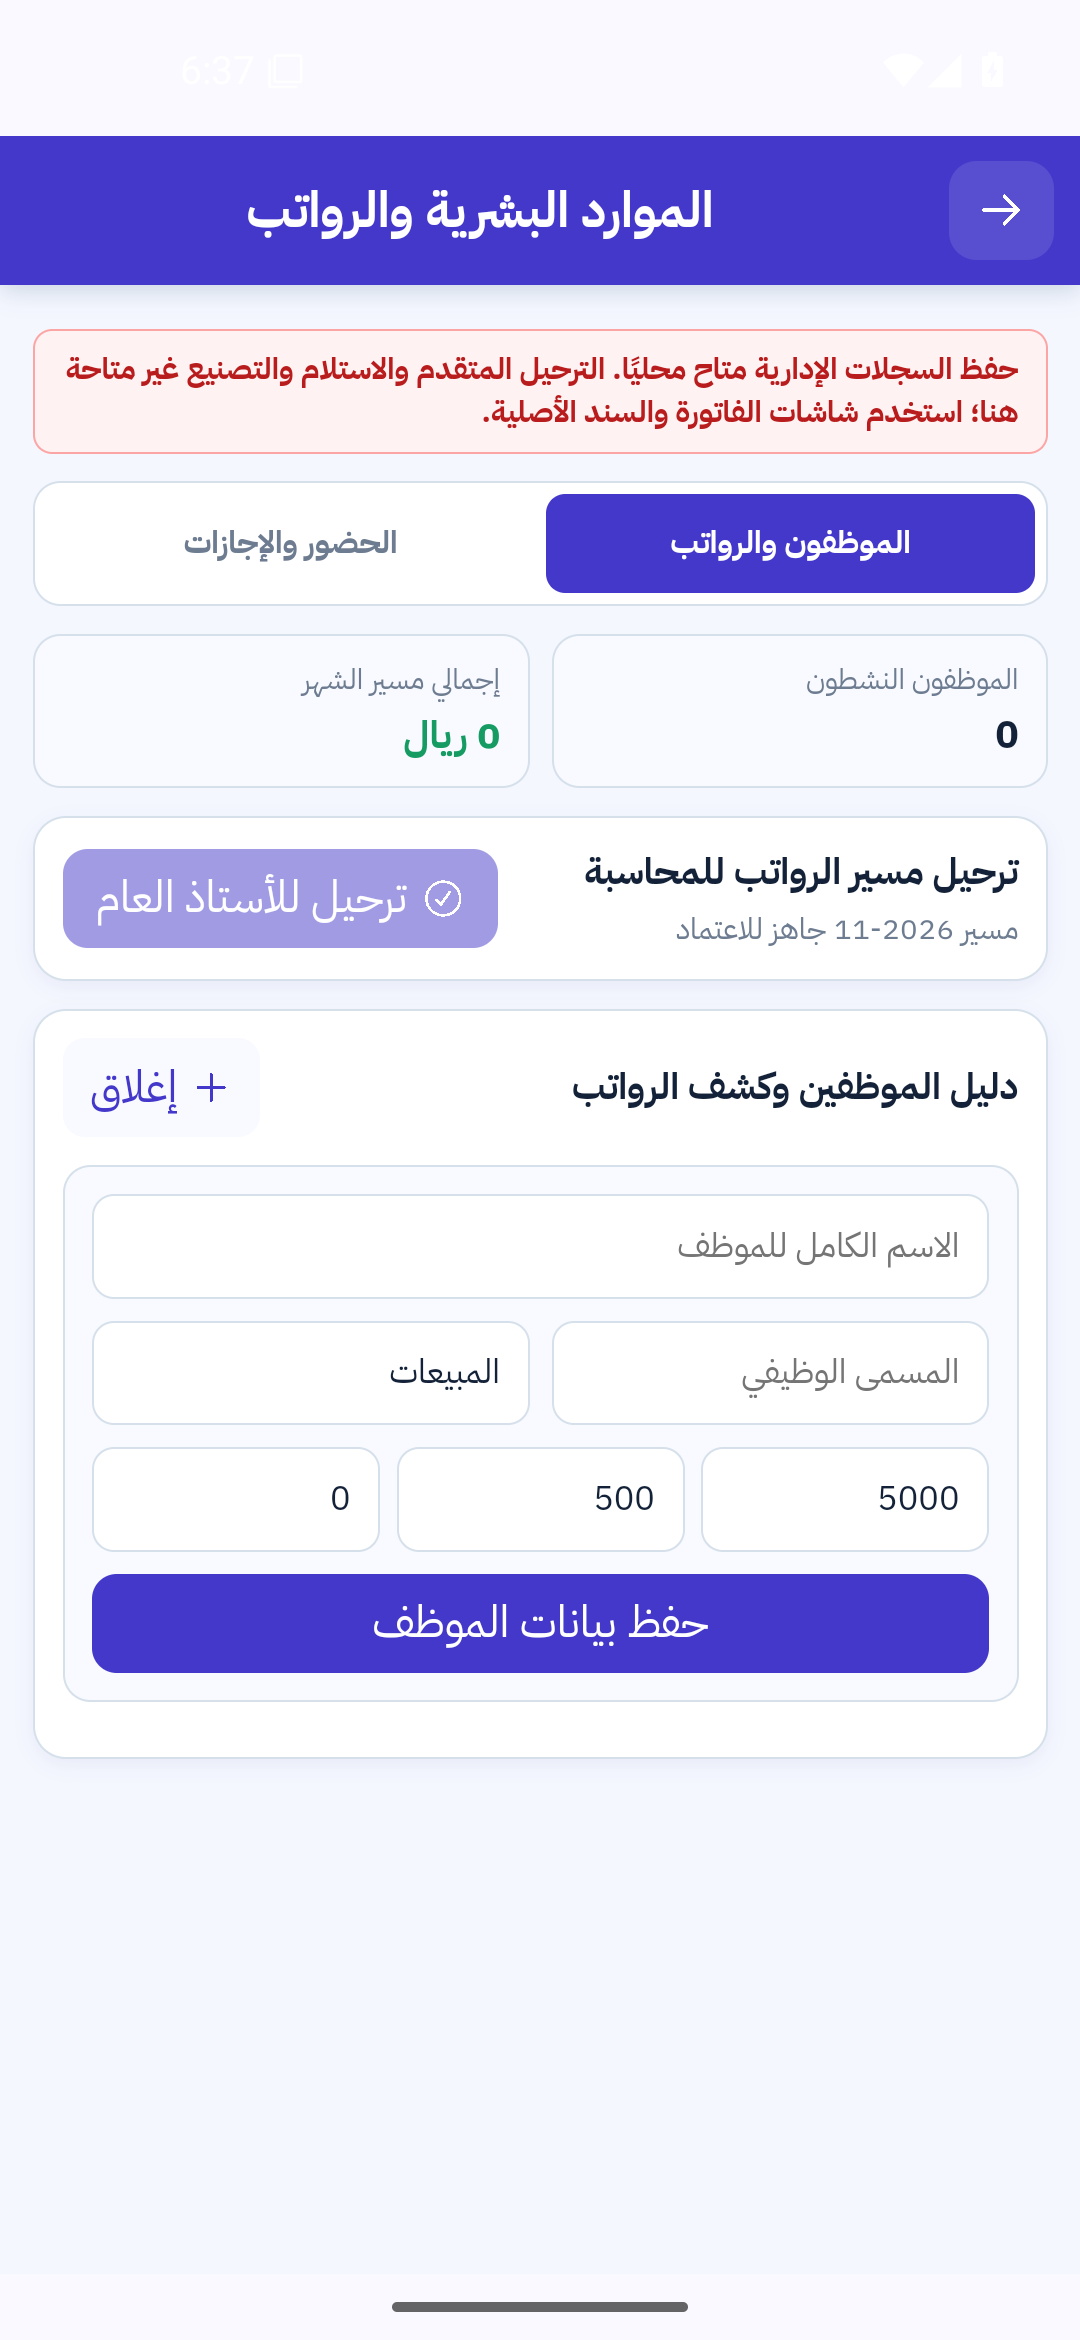 6:37
الموارد البشرية والرواتب
حفظ السجلات الإدارية متاح محليًا. الترحيل المتقدم والاستلام والتصنيع غير متاحة
هنا؛ استخدم شاشات الفاتورة والسند الأصلية.
الموظفون والرواتب
الحضور والإجازات
الموظفون النشطون
0
إجمالي مسير الشهر
0 ريال
ترحيل مسير الرواتب للمحاسبة
مسير 2026-11 جاهز للاعتماد
ترحيل للأستاذ العام
دليل الموظفين وكشف الرواتب
+ إغلاق
الاسم الكامل للموظف
المسمى الوظيفي
المبيعات
5000
500
0
حفظ بيانات الموظف